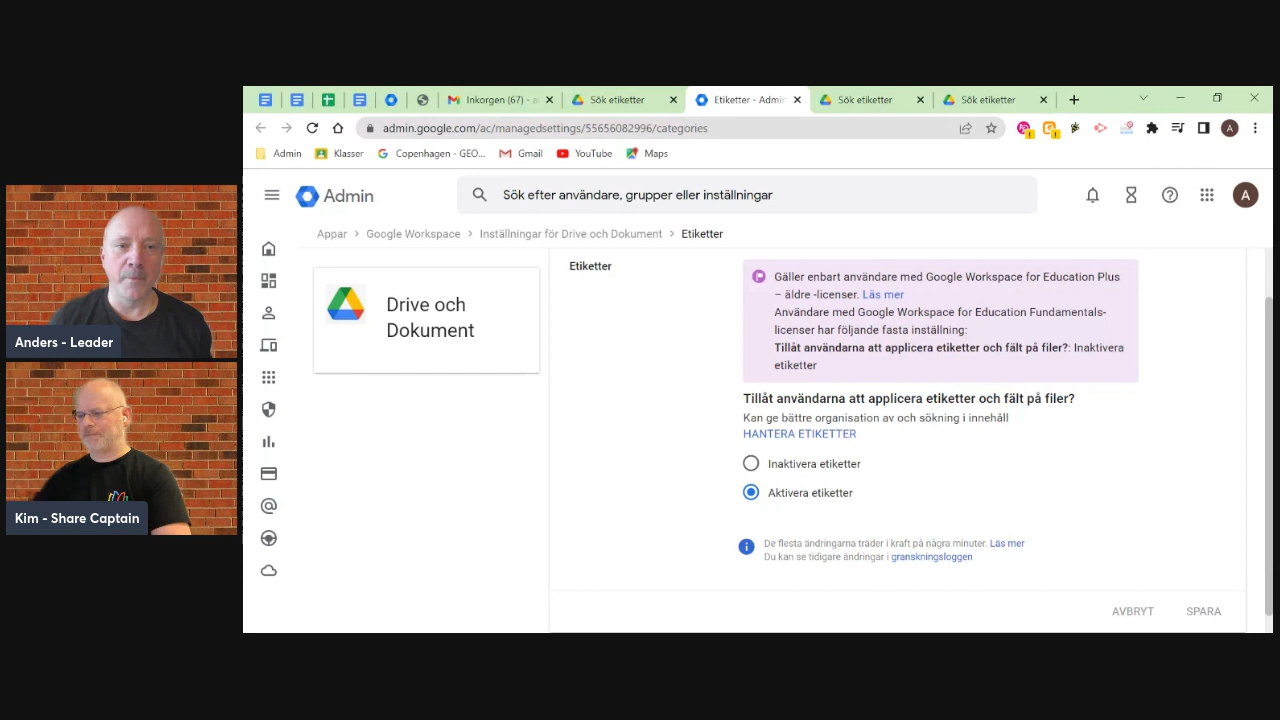 Inkorgen (67) - a
Sök etiketter
Etiketter - Admin
Sök etiketter
Sök etiketter
admin.google.com/ac/managedsettings/55656082996/categories
Admin
Klasser
Copenhagen - GEO...
Gmail
YouTube
Maps
Admin
Sök efter användare, grupper eller inställningar
A
A
Appar > Google Workspace > Inställningar för Drive och Dokument > Etiketter
Drive och
Dokument
Etiketter
Gäller enbart användare med Google Workspace for Education Plus
– äldre -licenser. Läs mer
Användare med Google Workspace for Education Fundamentals-
licenser har följande fasta inställning:
Tillåt användarna att applicera etiketter och fält på filer?: Inaktivera
etiketter
Tillåt användarna att applicera etiketter och fält på filer?
Kan ge bättre organisation av och sökning i innehåll
HANTERA ETIKETTER
Inaktivera etiketter
Aktivera etiketter
De flesta ändringarna träder i kraft på några minuter. Läs mer
Du kan se tidigare ändringar i granskningsloggen
AVBRYT
SPARA
Anders - Leader
Kim - Share Captain